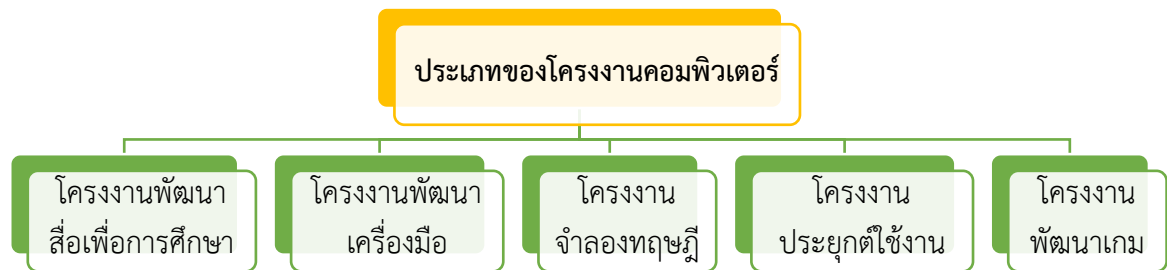 ประเภทของโครงงานคอมพิวเตอร์
โครงงานพัฒนา
สื่อเพื่อการศึกษา
โครงงานพัฒนา
เครื่องมือ
โครงงาน
จำลองทฤษฎี
โครงงาน
ประยุกต์ใช้งาน
โครงงาน
พัฒนาเกม